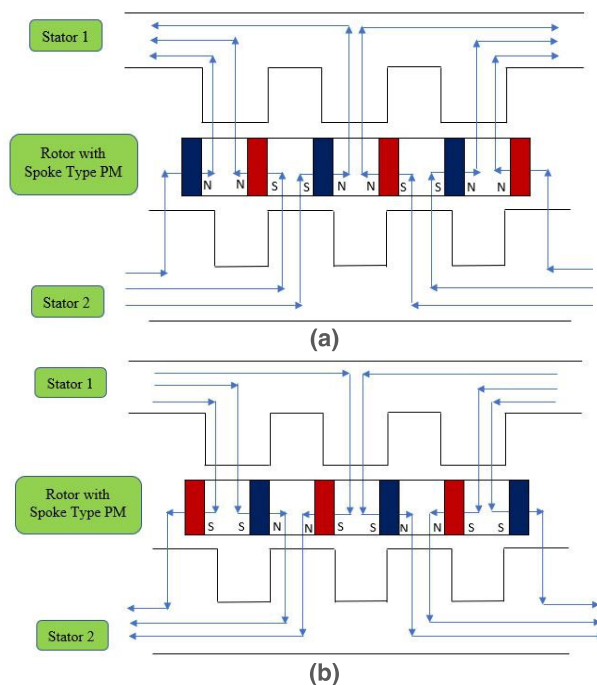 Stator 1
Rotor with
Spoke Type PM
N N S S N N S S N N
Stator 2
(a)
Stator 1
Rotor with
Spoke Type PM
S S N N S S N N S S
Stator 2
(b)